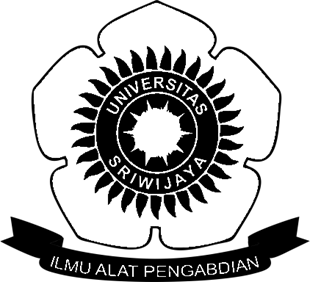 UNIVERSITAS
SRIWIJAYA
ILMU ALAT PENGABDIAN